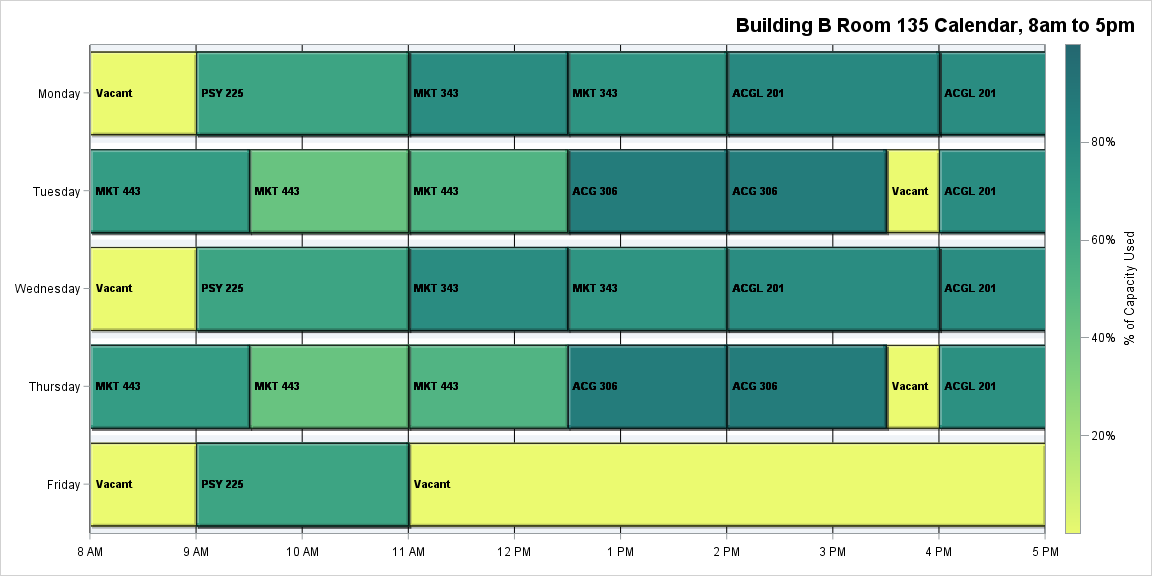 Building B Room 135 Calendar, 8am to 5pm
Monday
Vacant
PSY 225
MKT 343
MKT 343
ACGL 201
ACGL 201
Tuesday
MKT 443
MKT 443
MKT 443
ACG 306
ACG 306
Vacant
ACGL 201
Wednesday
Vacant
PSY 225
MKT 343
MKT 343
ACGL 201
ACGL 201
Thursday
MKT 443
MKT 443
MKT 443
ACG 306
ACG 306
Vacant
ACGL 201
Friday
Vacant
PSY 225
Vacant
8 AM
9 AM
10 AM
11 AM
12 PM
1 PM
2 PM
3 PM
4 PM
5 PM
80%
60%
40%
20%
% of Capacity Used